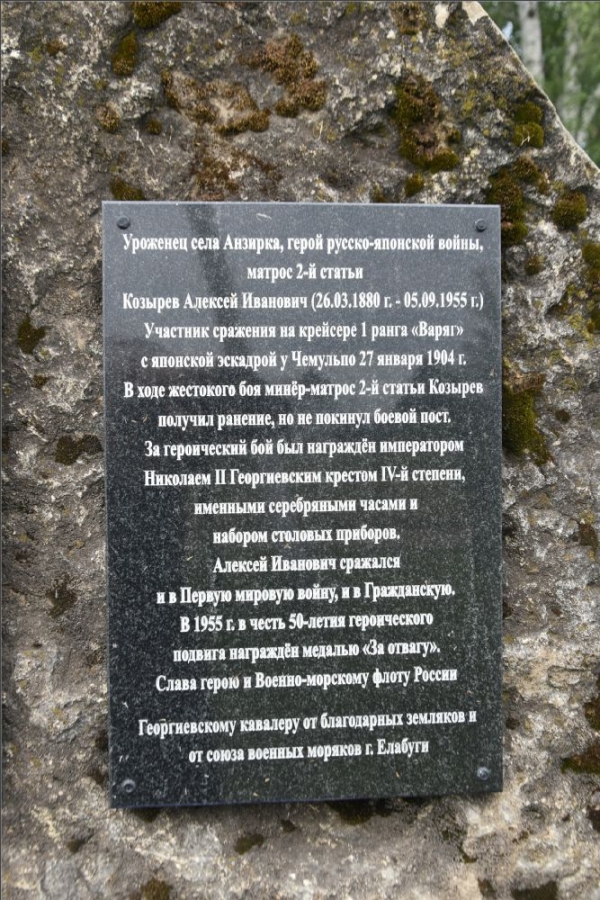 Уроженец села Анзирка, герой русско-японской войны,
матрос 2-й статьи
Козырев Алексей Иванович (26.03.1880 г. - 05.09.1955 г.)
Участник сражения на крейсере 1 ранга «Варяг»
с японской эскадрой у Чемульпо 27 января 1904 г.
В ходе жестокого боя минёр-матрос 2-й статьи Козырев
получил ранение, но не покинул боевой пост.
За героический бой был награждён императором
Николаем II Георгиевским крестом IV-й степени,
именными серебряными часами и
набором столовых приборов.
Алексей Иванович сражался
и в Первую мировую войну, и в Гражданскую.
В 1955 г. в честь 50-летия героического
подвига награждён медалью «За отвагу».
Слава герою и Военно-морскому флоту России
Георгиевскому кавалеру от благодарных земляков и
от союза военных моряков г. Елабуги